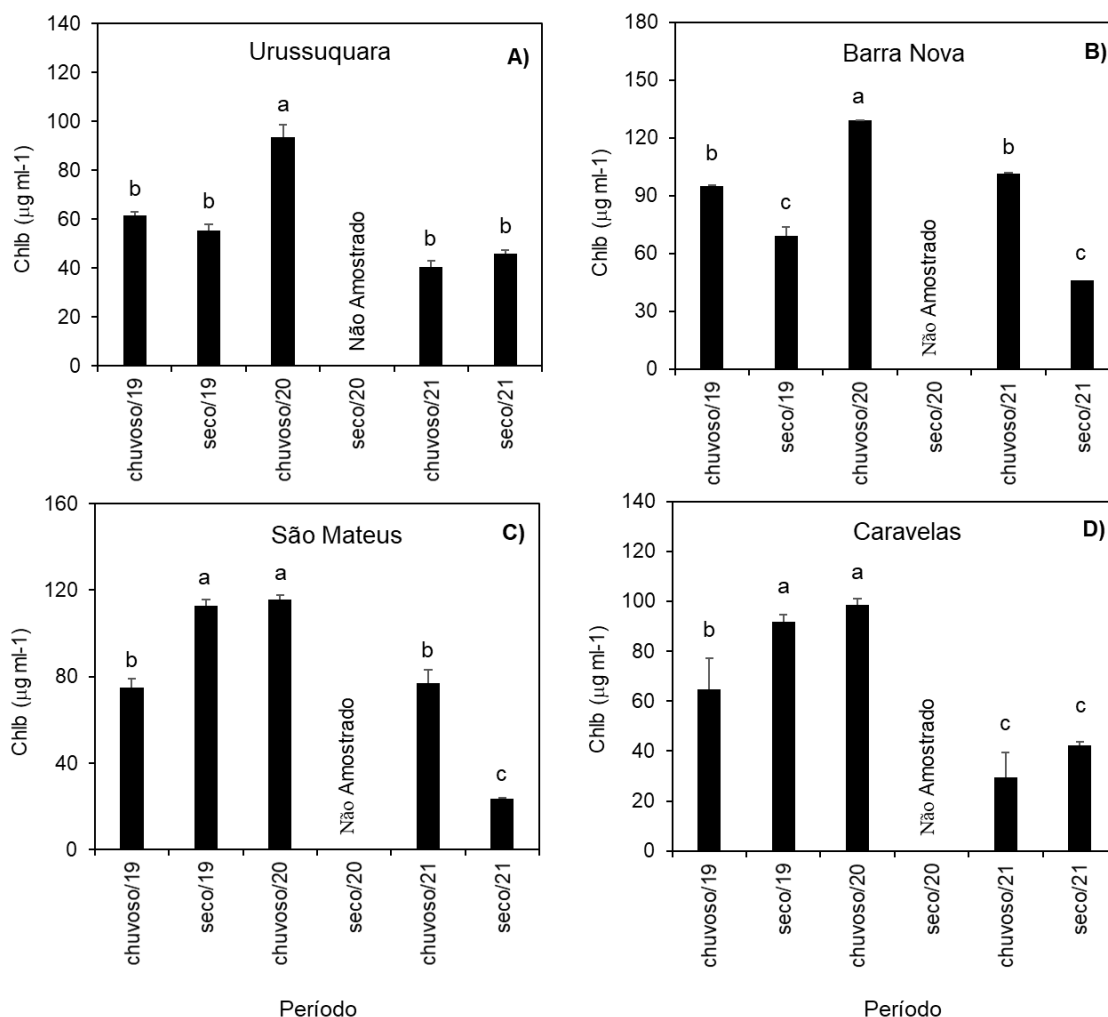 Urussuquara
A)
Chlb (µg ml-1)
140
120
100
80
60
40
20
0
b
b
a
Não Amostrado
b
b
chuvoso/19
seco/19
chuvoso/20
seco/20
chuvoso/21
seco/21
Barra Nova
B)
Chlb (µg ml-1)
180
150
120
90
60
30
0
b
c
a
Não Amostrado
b
c
chuvoso/19
seco/19
chuvoso/20
seco/20
chuvoso/21
seco/21
São Mateus
C)
Chlb (µg ml-1)
160
120
80
40
0
b
a
a
Não Amostrado
b
c
chuvoso/19
seco/19
chuvoso/20
seco/20
chuvoso/21
seco/21
Período
Caravelas
D)
Chlb (µg ml-1)
140
120
100
80
60
40
20
0
b
a
a
Não Amostrado
c
c
chuvoso/19
seco/19
chuvoso/20
seco/20
chuvoso/21
seco/21
Período